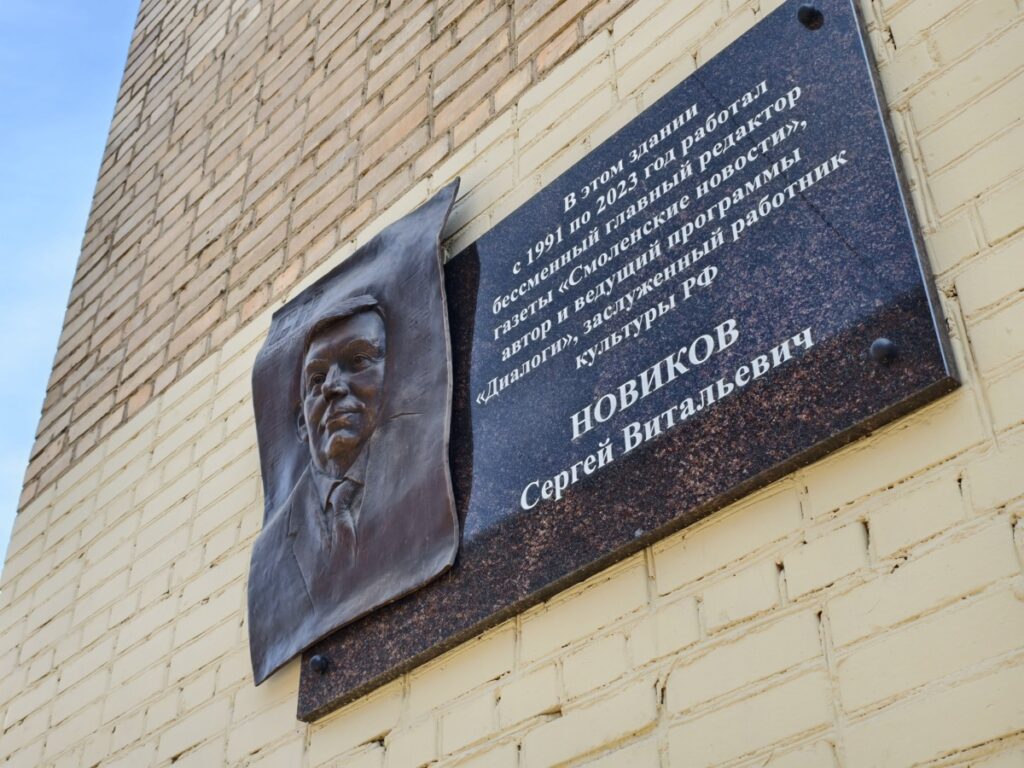 В этом здании
с 1991 по 2023 год работал
бессменный главный редактор
газеты «Смоленские новости»,
автор и ведущий программы
«Диалоги», заслуженный работник
культуры РФ
НОВИКОВ
Сергей Витальевич